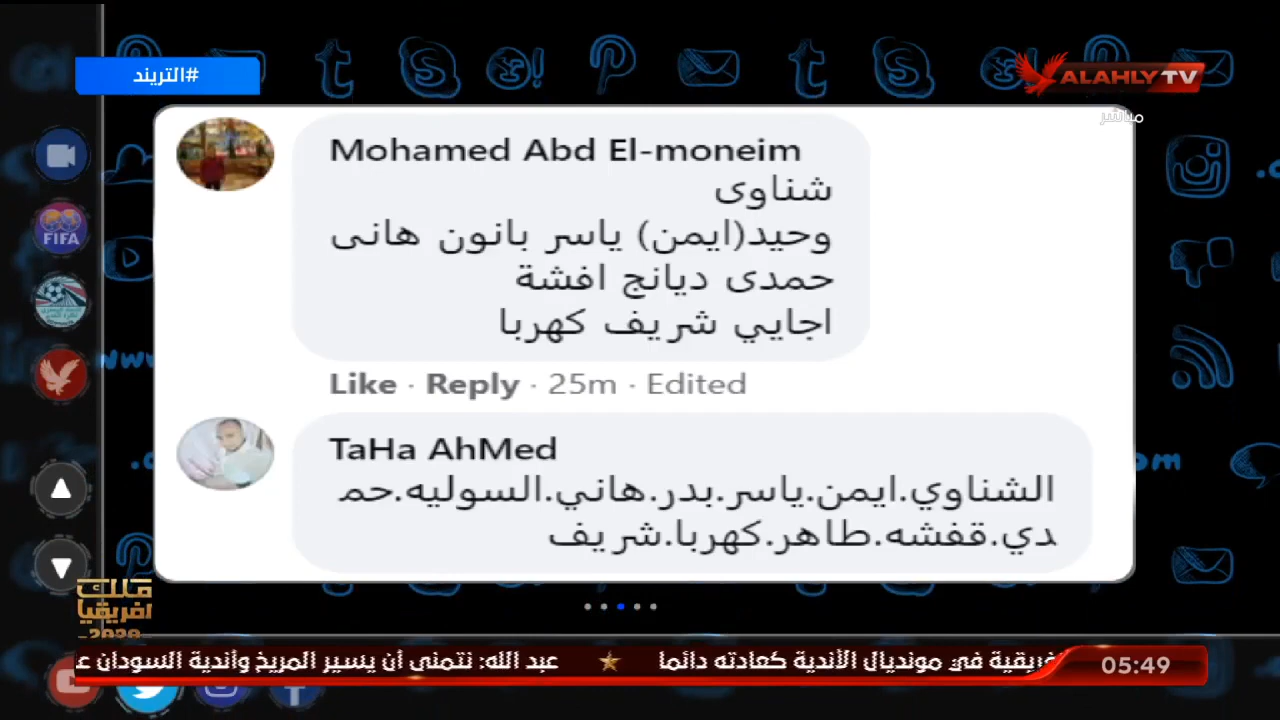 #التريند
ALAHLY TV
مباشر
FIFA
Mohamed Abd El-moneim
شناوى
وحيد(ايمن) ياسر بانون هانى
حمدى ديانج افشة
اجايي شريف كهربا
Like · Reply · 25m · Edited
TaHa AhMed
الشناوي.ايمن.ياسر.بدر.هاني.السوليه.حم
دي.قفشه.طاهر.كهربا.شريف
ملك
افريقيا
2020
فريقية في مونديال الأندية كعادته دائما
عبد الله: نتمنى أن يسير المريخ وأندية السودان ع
05:49